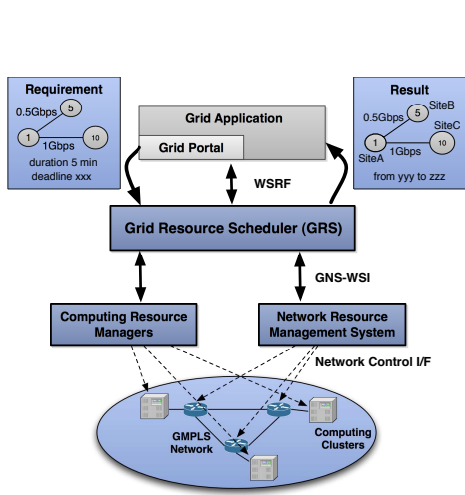 Requirement
5
0.5Gbps
1
10
1Gbps
duration 5 min
deadline xxx
Grid Application
Grid Portal
Result
SiteB
5
0.5Gbps
SiteC
1
10
1Gbps
SiteA
from yyy to zzz
WSRF
Grid Resource Scheduler (GRS)
GNS-WSI
Computing Resource
Managers
Network Resource
Management System
Network Control I/F
GMPLS
Network
Computing
Clusters